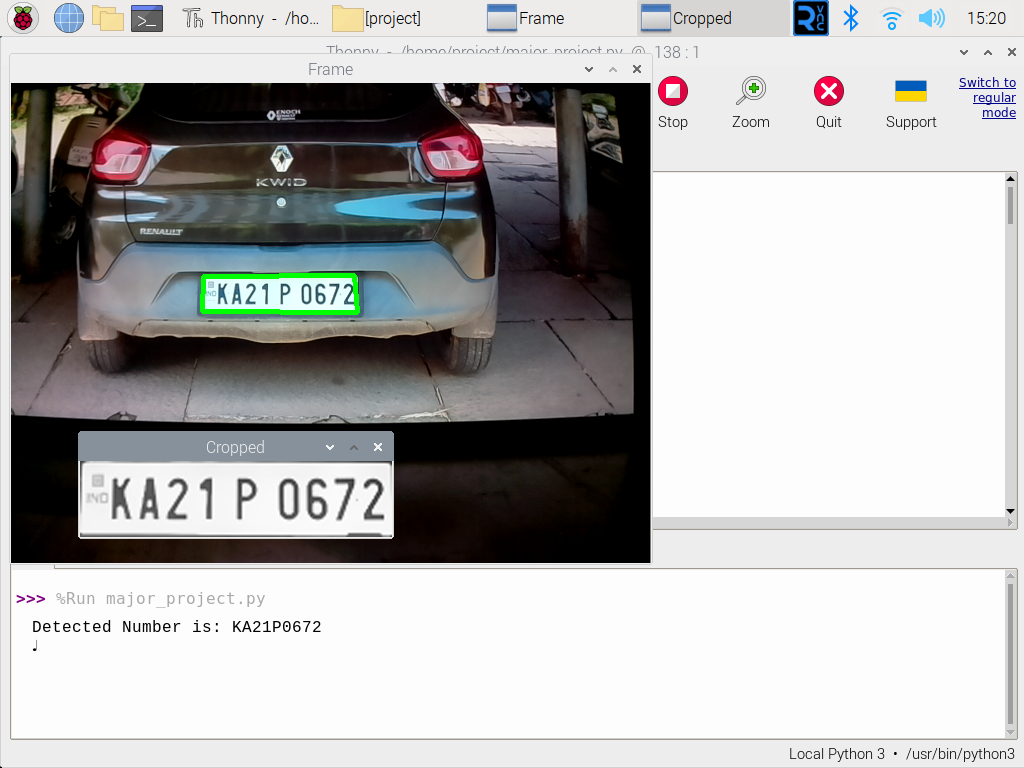 Thonny - /ho...
[project]
Frame
Cropped
VNC
15:20
Thonny - /home/project/major_project.py @ 138 : 1
Frame
Stop
Zoom
Quit
Support
Switch to
regular
mode
ENOCH
KWID
RENAULT
IND
KA21 P 0672
Cropped
IND
KA21 P 0672
>>> %Run major_project.py
Detected Number is: KA21P0672
Local Python 3 • /usr/bin/python3